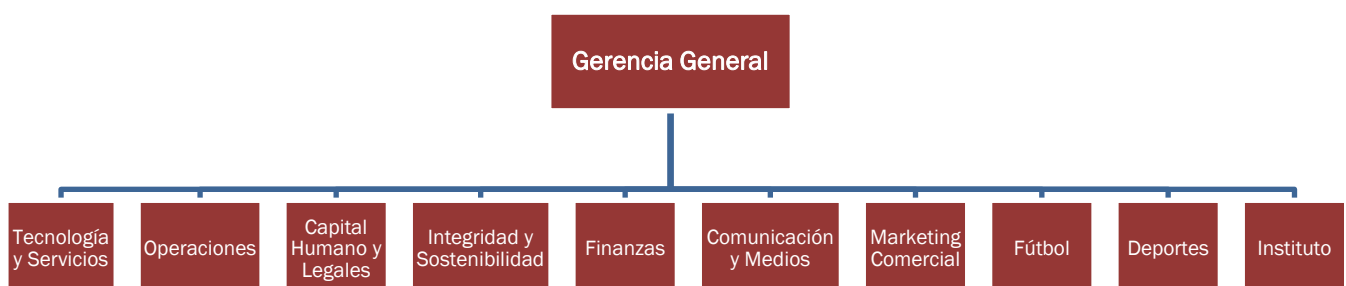 Gerencia General
Tecnología
y Servicios
Operaciones
Capital
Humano y
Legales
Integridad y
Sostenibilidad
Finanzas
Comunicación
y Medios
Marketing
Comercial
Fútbol
Deportes
Instituto